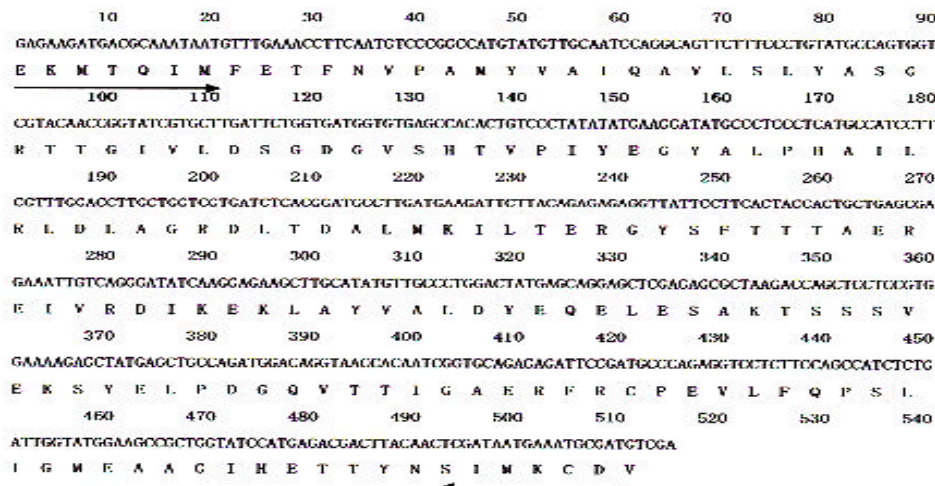 10 20 30 40 50 60 70 80 90
GAGAAGATGACGCAAATAATGTTTGAAACCTTCAATGTCCCGGCCATGTATGTTGCAATCCAGGCAGTTCTTTCCCTGTATGCCAGTGGT
E K M T Q I M F E T F N V P A M Y V A I Q A V L S L Y A S G
100 110 120 130 140 150 160 170 180
CGTACAACCGGTATCGTGCTTGATTCTGGTGATGGTGTGAGCCACACTGTCCCTATATATGAAGGATATGCCCTCCCTCATGCCATCCTT
R T T G I V L D S G D G V S H T V P I Y E G Y A L P H A I L
190 200 210 220 230 240 250 260 270
CGTTTGGACCTTGCTGGTCGTGATCTCACGGATGCCTTGATGAAGATTCTTACAGAGAGAGGTTATTCCTTCACTACCACTGCTGAGCGA
R L D L A G R D L T D A L M K I L T E R G Y S F T T T A E R
280 290 300 310 320 330 340 350 360
GAAATTGTCAGGGATATCAAGGAGAAGCTTGCATATGTTGCCCTGGACTATGAGCAGGAGCTCGAGAGCGCTAAGACCAGCTCCTCCGTG
E I V R D I K E K L A Y V A L D Y E Q E L E S A K T S S S V
370 380 390 400 410 420 430 440 450
GAAAAGAGCTATGAGCTGCCAGATGGACAGGTAACCACAATCGGTGCAGAGAGATTCCGATGCCCAGAGGTCCTCTTCCAGCCATCTCTG
E K S Y E L P D G Q V T T I G A E R F R C P E V L F Q P S L
460 470 480 490 500 510 520 530 540
ATTGGTATGGAAGCCGCTGGTATCCATGAGACGACTTACAACTCGATAATGAAATGCGATGTCGA
I G M E A A G I H E T T Y N S I M K C D V